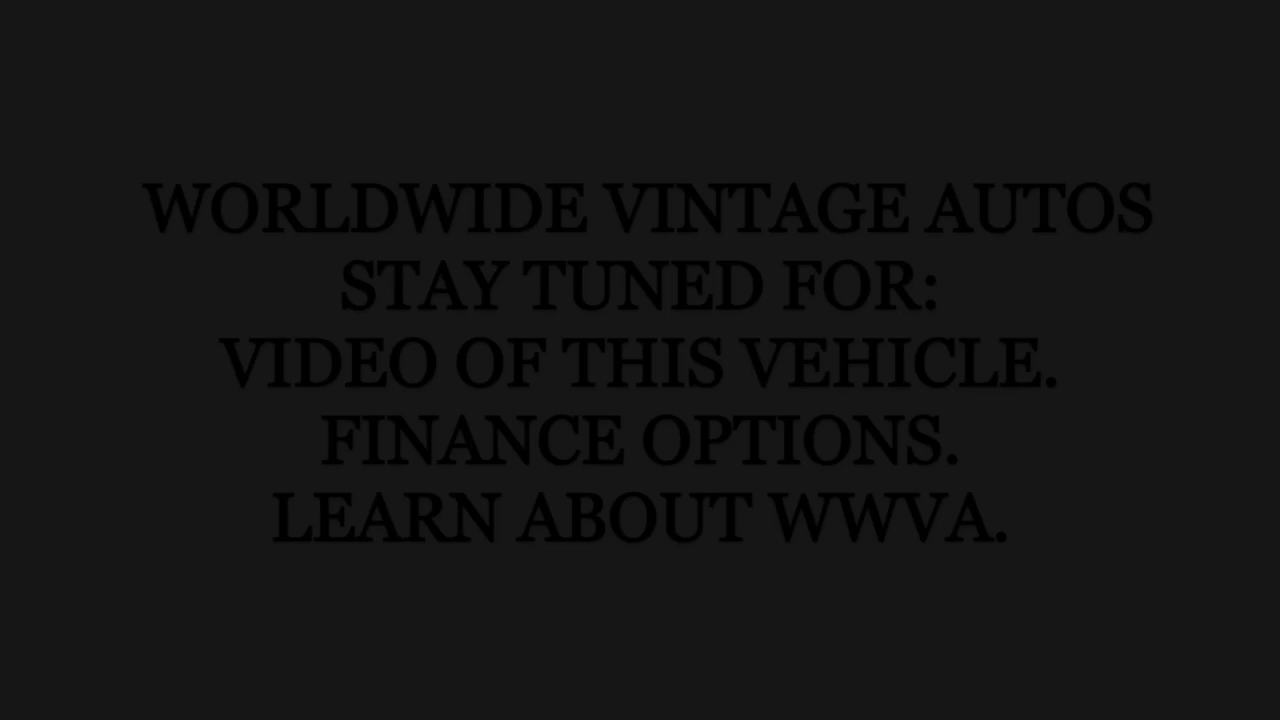 WORLDWIDE VINTAGE AUTOS
STAY TUNED FOR:
VIDEO OF THIS VEHICLE.
FINANCE OPTIONS.
LEARN ABOUT WWVA.